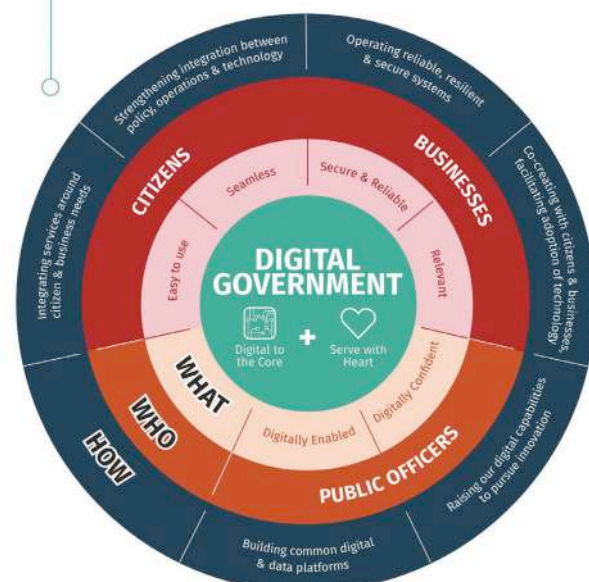 DIGITAL
GOVERNMENT
Digital to
the Core
+
Serve with
Heart
WHAT
Easy to use
Seamless
Secure & Reliable
Relevant
Digitally Confident
Digitally Enabled
WHO
CITIZENS
BUSINESSES
PUBLIC OFFICERS
HOW
Integrating services around
citizen & business needs
Strengthening integration between
policy, operations & technology
Operating reliable, resilient
& secure systems
Co-creating with citizens & businesses,
facilitating adoption of technology
Raising our digital capabilities
to pursue innovation
Building common digital
& data platforms